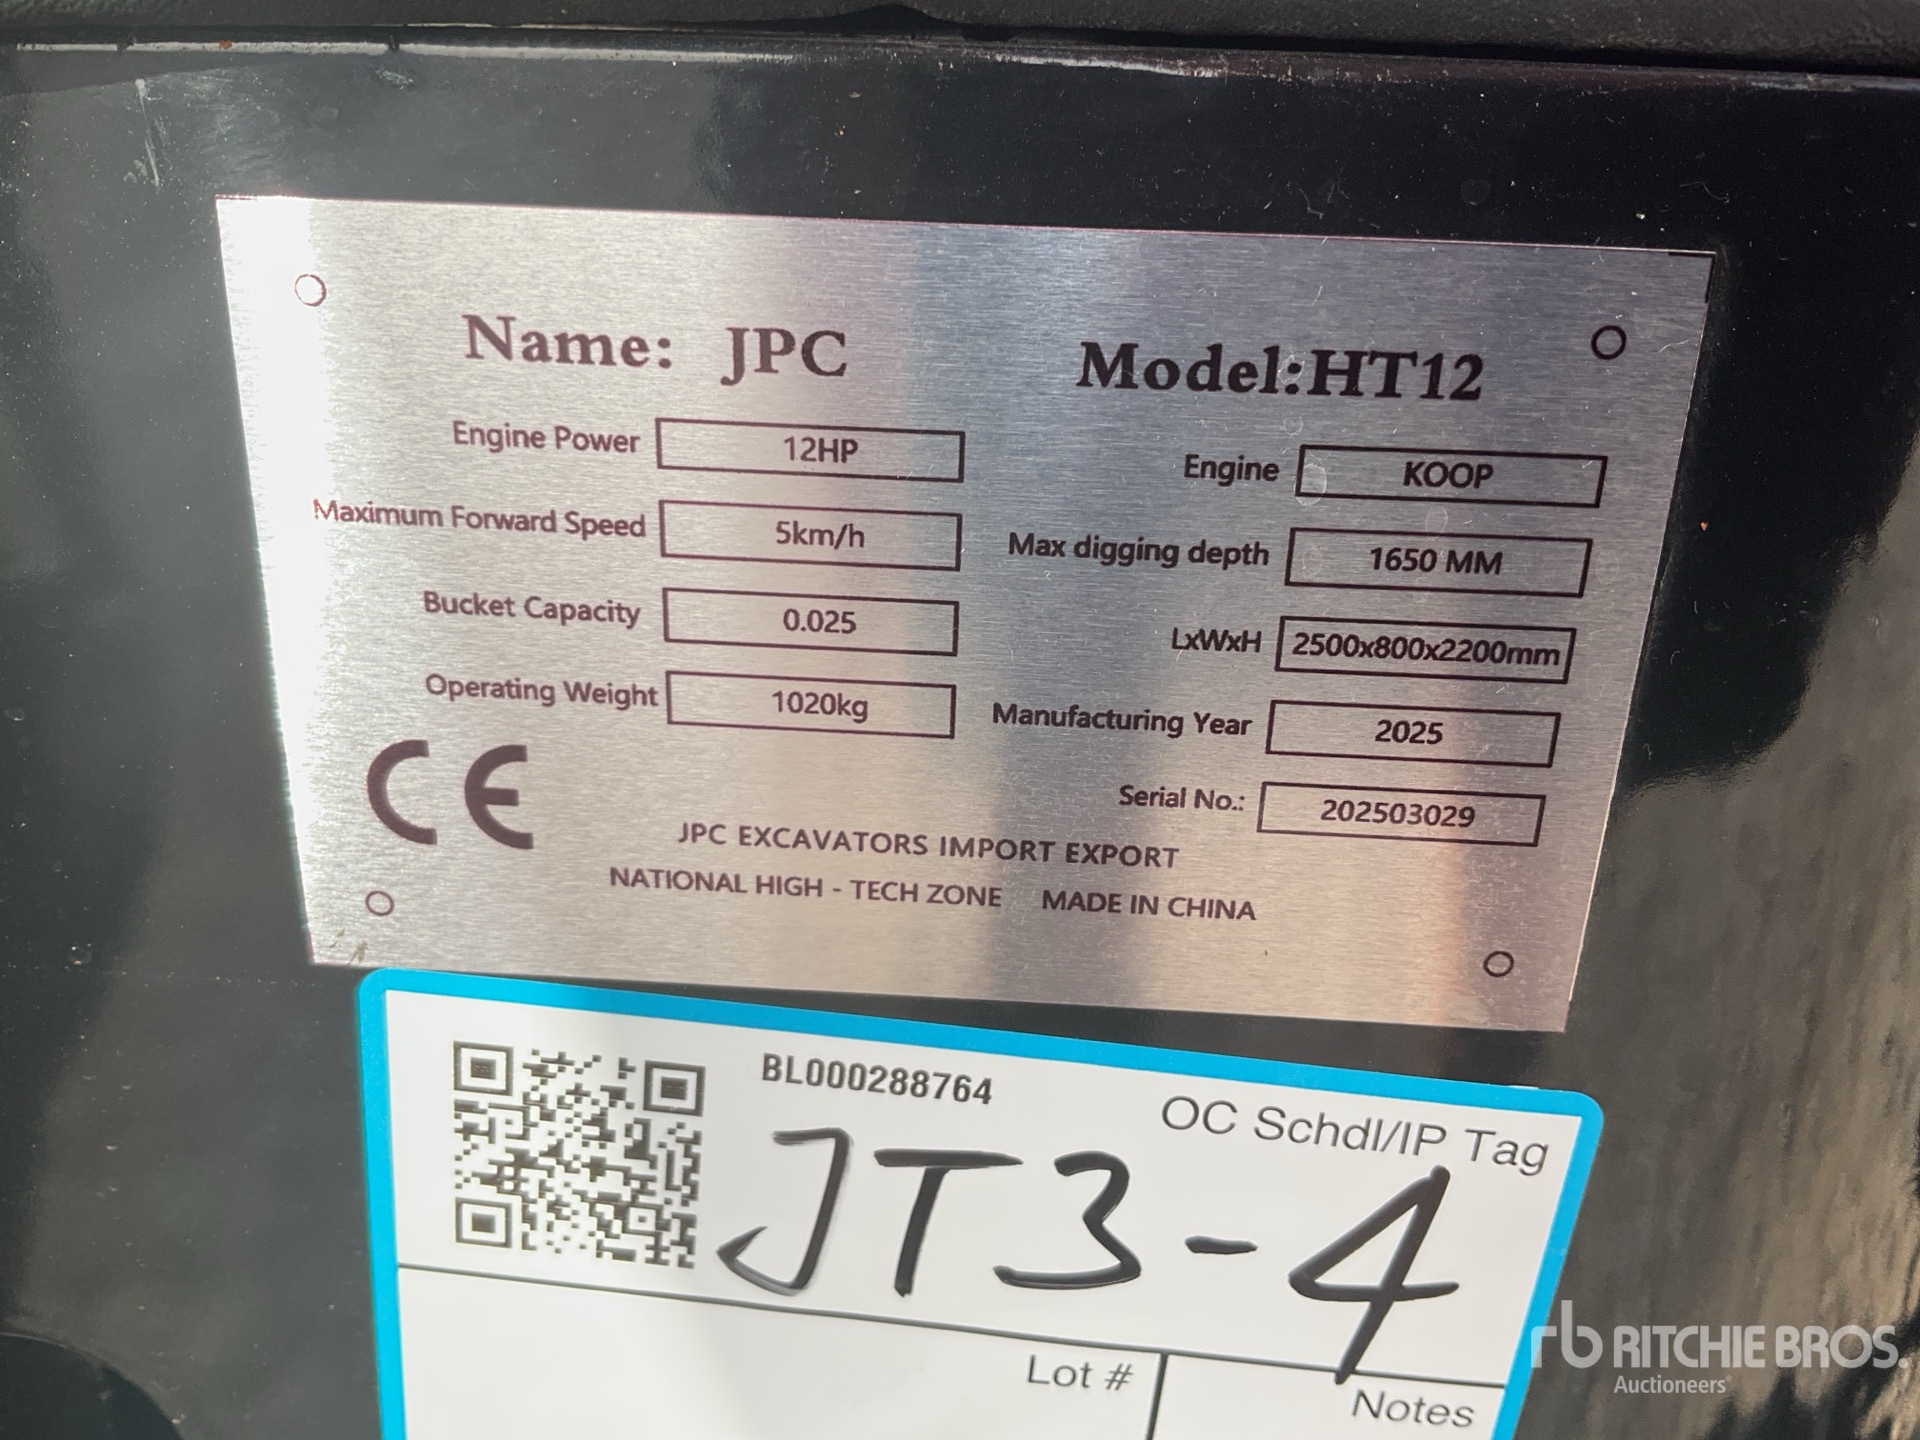 Name: JPC Model:HT12
Engine Power 12HP Engine KOOP
Maximum Forward Speed 5km/h Max digging depth 1650 MM
Bucket Capacity 0.025 LxWxH 2500x800x2200mm
Operating Weight 1020kg Manufacturing Year 2025
Serial No.: 202503029
CE
JPC EXCAVATORS IMPORT EXPORT
NATIONAL HIGH - TECH ZONE MADE IN CHINA
BL000288764
OC Schdl/IP Tag
JT3-4
Lot #
Notes
rb RITCHIE BROS.
Auctioneers